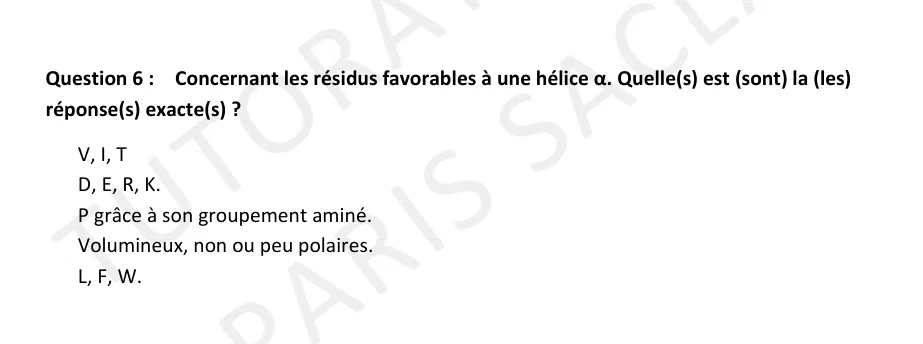 TUTORAT
PARIS SACLA
Question 6 : Concernant les résidus favorables à une hélice α. Quelle(s) est (sont) la (les)
réponse(s) exacte(s) ?
V, I, T
D, E, R, K.
P grâce à son groupement aminé.
Volumineux, non ou peu polaires.
L, F, W.